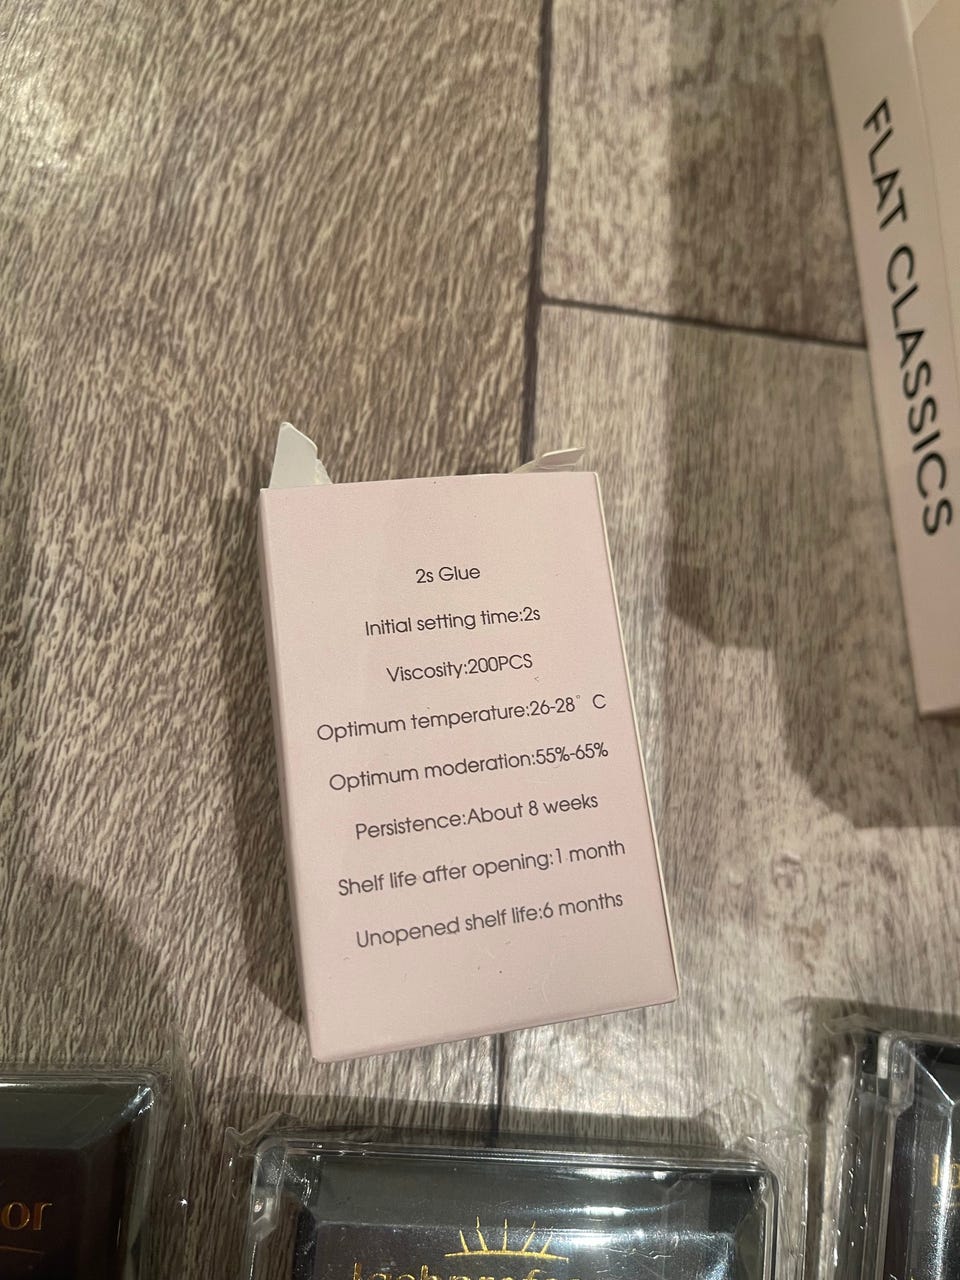 FLAT CLASSICS
2s Glue
Initial setting time:2s
Viscosity:200PCS
Optimum temperature:26-28° C
Optimum moderation:55%-65%
Persistence:About 8 weeks
Shelf life after opening:1 month
Unopened shelf life:6 months
or